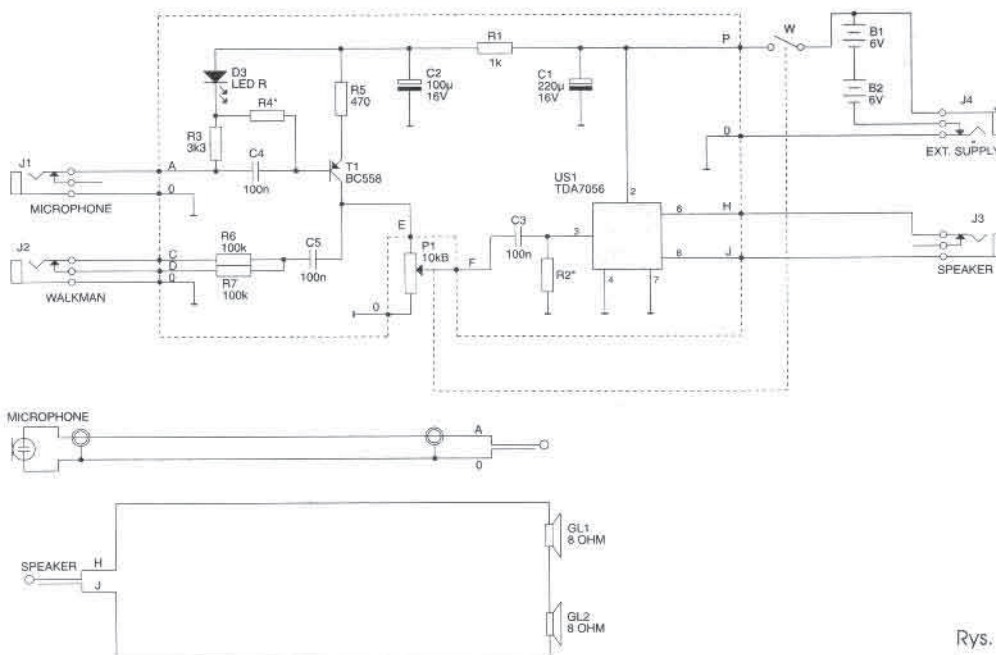 R1
1k
P
W
B1
6V
D3
LED R
C2
100µ
16V
C1
220µ
16V
R5
470
R4*
B2
6V
J4
R3
3k3
C4
100n
0
EXT. SUPPLY
J1
A
T1
BC558
US1
TDA7056
0
MICROPHONE
2
H
6
E
C3
100n
3
J3
J2
C
R6
100k
C5
100n
P1
10kB
F
R2*
8
J
SPEAKER
D
0
R7
100k
4
7
WALKMAN
0
MICROPHONE
A
0
GL1
8 OHM
SPEAKER
H
J
GL2
8 OHM
Rys.